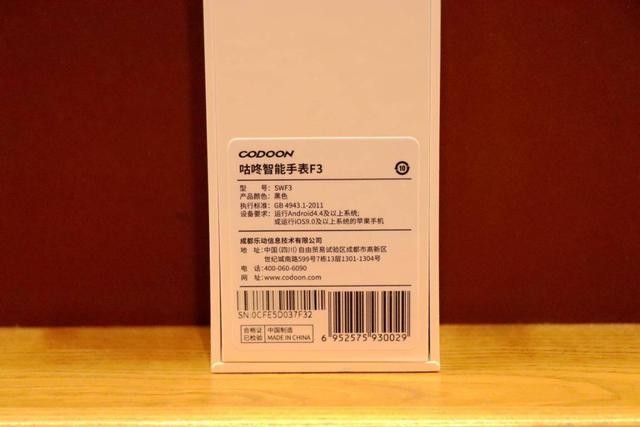 CODOON
咕咚智能手表F3
10
型 号: SWF3
产品颜色: 黑色
执行标准: GB 4943.1-2011
设备要求: 运行Android4.4及以上系统;
或运行iOS9.0及以上系统的苹果手机
成都乐动信息技术有限公司
地 址: 中国(四川)自由贸易试验区成都市高新区
世纪城南路599号7栋13层1301-1304号
电 话: 400-060-6090
网 址: www.codoon.com
SN:0CFE5D037F32
合格证 中国制造
已检验 MADE IN CHINA
6 952575 930029